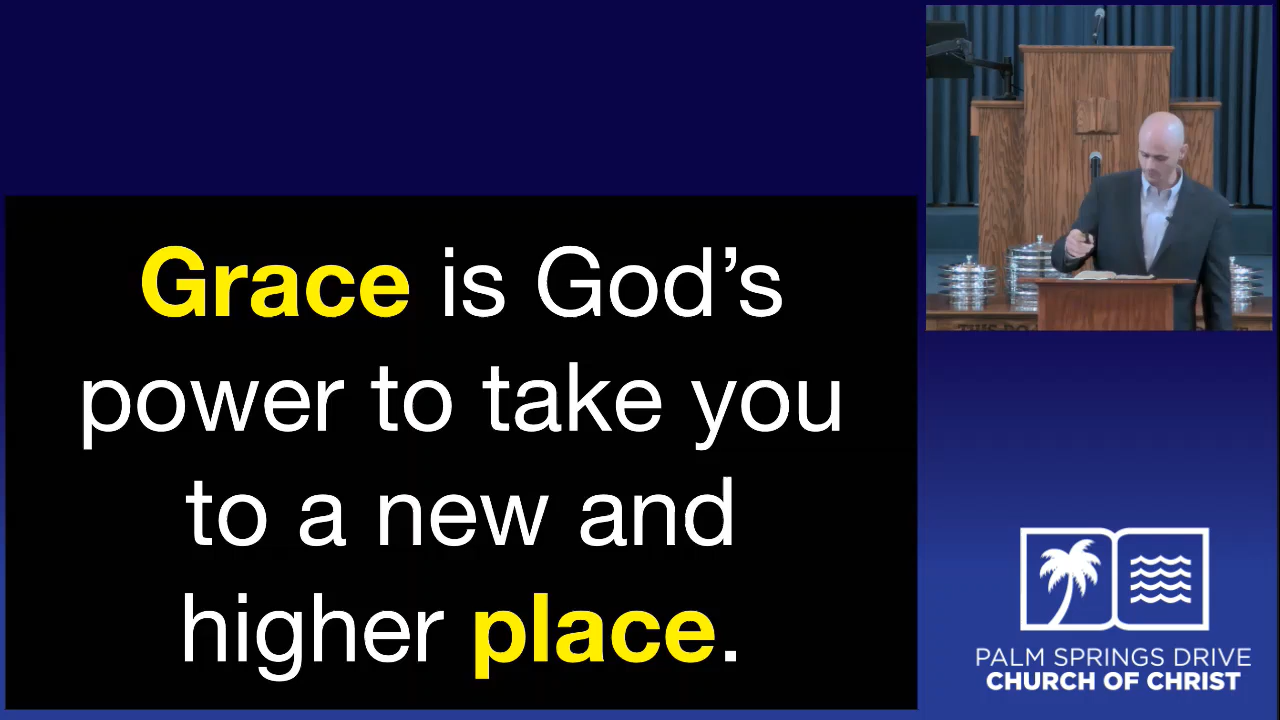 Grace is God’s
power to take you
to a new and
higher place.
PALM SPRINGS DRIVE
CHURCH OF CHRIST